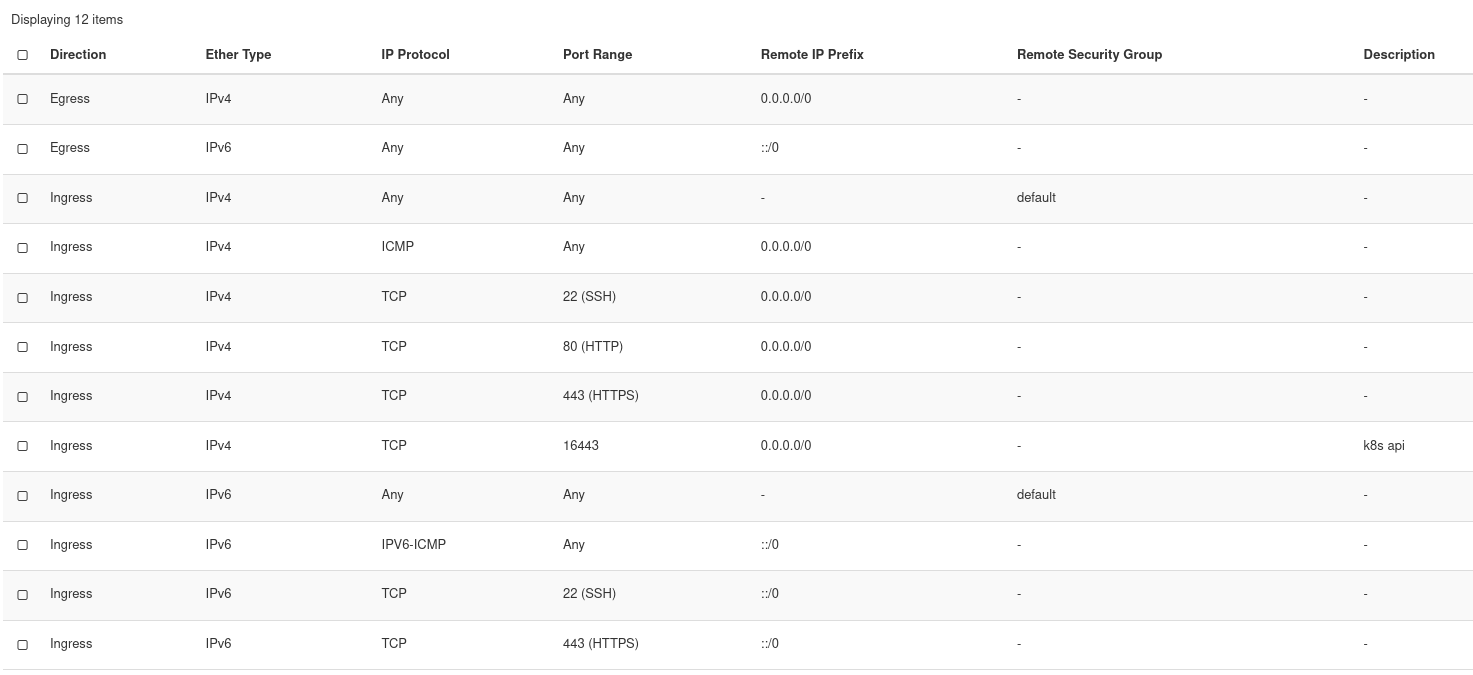 Displaying 12 items
Direction Ether Type IP Protocol Port Range Remote IP Prefix Remote Security Group Description
Egress IPv4 Any Any 0.0.0.0/0 - -
Egress IPv6 Any Any ::/0 - -
Ingress IPv4 Any Any - default -
Ingress IPv4 ICMP Any 0.0.0.0/0 - -
Ingress IPv4 TCP 22 (SSH) 0.0.0.0/0 - -
Ingress IPv4 TCP 80 (HTTP) 0.0.0.0/0 - -
Ingress IPv4 TCP 443 (HTTPS) 0.0.0.0/0 - -
Ingress IPv4 TCP 16443 0.0.0.0/0 - k8s api
Ingress IPv6 Any Any - default -
Ingress IPv6 IPV6-ICMP Any ::/0 - -
Ingress IPv6 TCP 22 (SSH) ::/0 - -
Ingress IPv6 TCP 443 (HTTPS) ::/0 - -